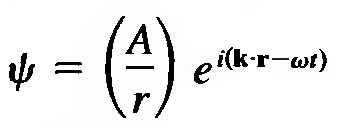 ψ = (A/r) e^{i(k·r−ωt)}